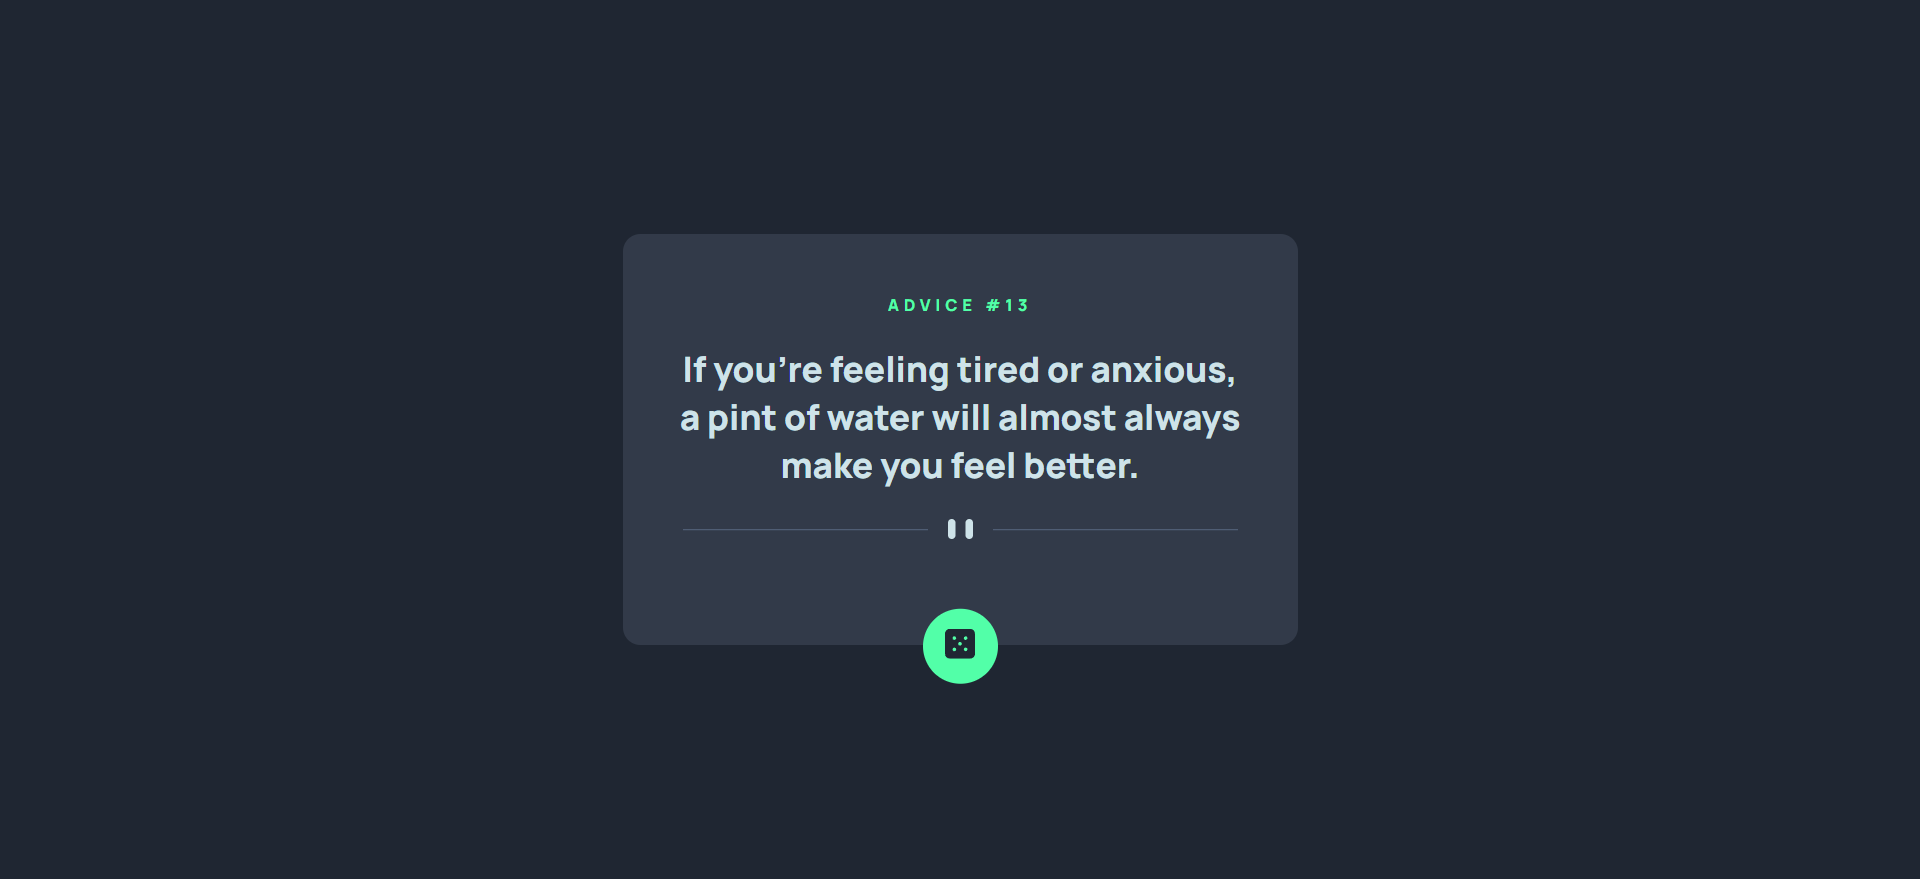 ADVICE #13
If you’re feeling tired or anxious,
a pint of water will almost always
make you feel better.